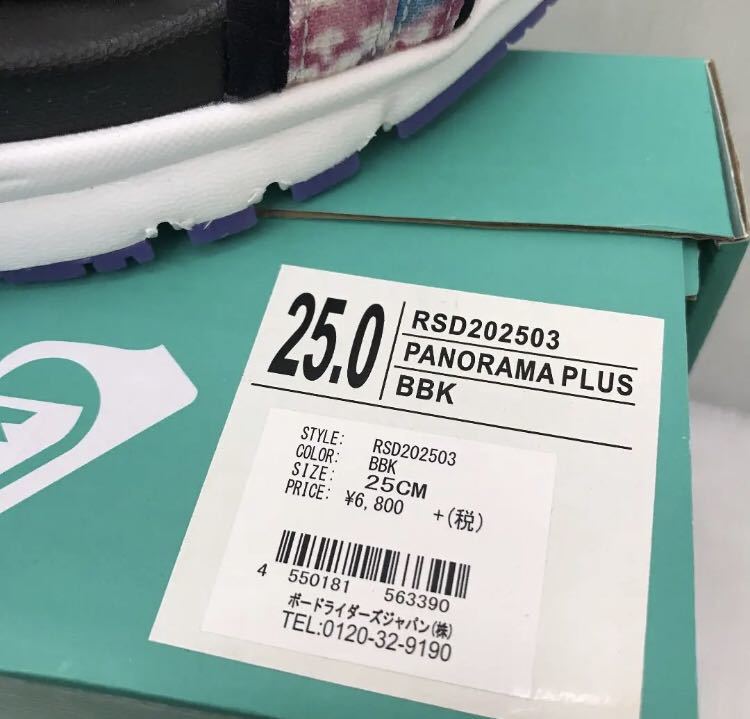 25.0
RSD202503
PANORAMA PLUS
BBK
STYLE: RSD202503
COLOR: BBK
SIZE: 25CM
PRICE: ¥6,800 +(税)
4 550181 563390
ボードライダーズジャパン(株)
TEL:0120-32-9190